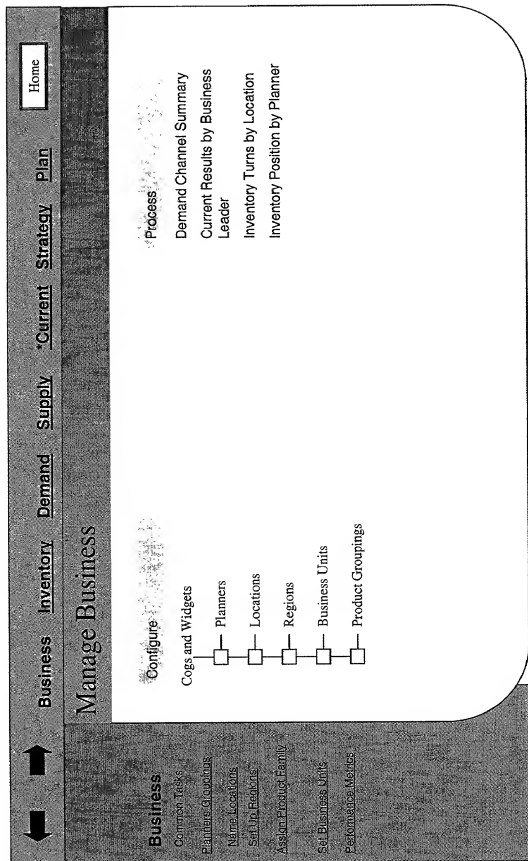 Business Inventory Demand Supply *Current Strategy Plan Home
Manage Business
Business
Common Tasks
Planners Groupings
Name Locations
Set Up Regions
Assign Product Family
Set Business Units
Performance Metrics
Configure
Cogs and Widgets
Planners
Locations
Regions
Business Units
Product Groupings
Process
Demand Channel Summary
Current Results by Business
Leader
Inventory Turns by Location
Inventory Position by Planner